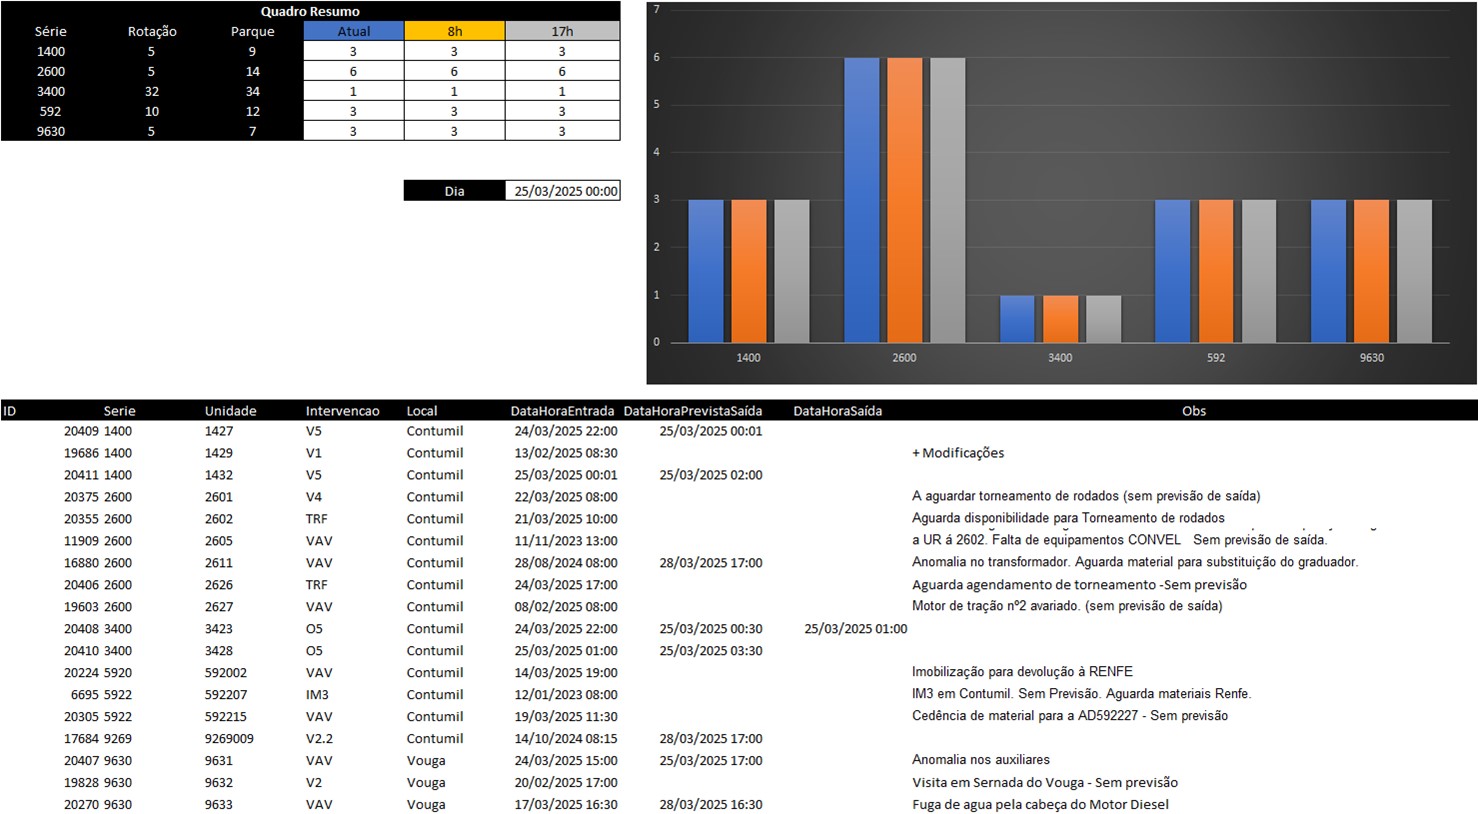 Quadro Resumo
Série Rotação Parque Atual 8h 17h
1400 5 9 3 3 3
2600 5 14 6 6 6
3400 32 34 1 1 1
592 10 12 3 3 3
9630 5 7 3 3 3
Dia 25/03/2025 00:00
7
6
5
4
3
2
1
0
1400 2600 3400 592 9630
ID Serie Unidade Intervencao Local DataHoraEntrada DataHoraPrevistaSaída DataHoraSaída Obs
20409 1400 1427 V5 Contumil 24/03/2025 22:00 25/03/2025 00:01
19686 1400 1429 V1 Contumil 13/02/2025 08:30 + Modificações
20411 1400 1432 V5 Contumil 25/03/2025 00:01 25/03/2025 02:00
20375 2600 2601 V4 Contumil 22/03/2025 08:00 A aguardar torneamento de rodados (sem previsão de saída)
20355 2600 2602 TRF Contumil 21/03/2025 10:00 Aguarda disponibilidade para Torneamento de rodados
11909 2600 2605 VAV Contumil 11/11/2023 13:00 a UR á 2602. Falta de equipamentos CONVEL Sem previsão de saída.
16880 2600 2611 VAV Contumil 28/08/2024 08:00 28/03/2025 17:00 Anomalia no transformador. Aguarda material para substituição do graduador.
20406 2600 2626 TRF Contumil 24/03/2025 17:00 Aguarda agendamento de torneamento -Sem previsão
19603 2600 2627 VAV Contumil 08/02/2025 08:00 Motor de tração nº2 avariado. (sem previsão de saída)
20408 3400 3423 O5 Contumil 24/03/2025 22:00 25/03/2025 00:30 25/03/2025 01:00
20410 3400 3428 O5 Contumil 25/03/2025 01:00 25/03/2025 03:30
20224 5920 592002 VAV Contumil 14/03/2025 19:00 Imobilização para devolução à RENFE
6695 5922 592207 IM3 Contumil 12/01/2023 08:00 IM3 em Contumil. Sem Previsão. Aguarda materiais Renfe.
20305 5922 592215 VAV Contumil 19/03/2025 11:30 Cedência de material para a AD592227 - Sem previsão
17684 9269 9269009 V2.2 Contumil 14/10/2024 08:15 28/03/2025 17:00
20407 9630 9631 VAV Vouga 24/03/2025 15:00 25/03/2025 17:00 Anomalia nos auxiliares
19828 9630 9632 V2 Vouga 20/02/2025 17:00 Visita em Sernada do Vouga - Sem previsão
20270 9630 9633 VAV Vouga 17/03/2025 16:30 28/03/2025 16:30 Fuga de agua pela cabeça do Motor Diesel